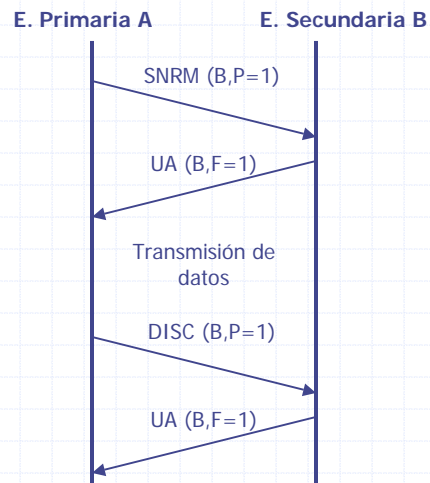 E. Primaria A E. Secundaria B
SNRM (B,P=1)
UA (B,F=1)
Transmisión de
datos
DISC (B,P=1)
UA (B,F=1)